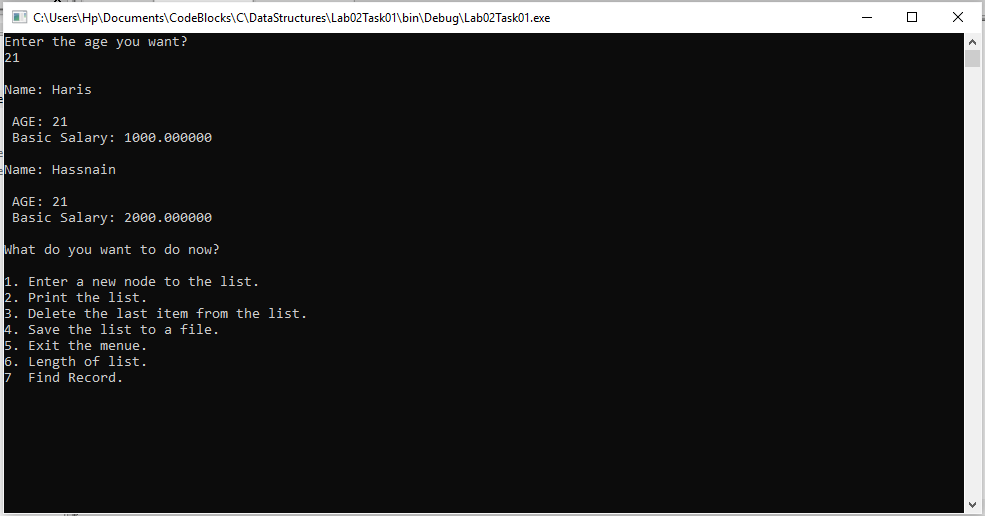 C:\Users\Hp\Documents\CodeBlocks\C\DataStructures\Lab02Task01\bin\Debug\Lab02Task01.exe
Enter the age you want?
21
Name: Haris
AGE: 21
Basic Salary: 1000.000000
Name: Hassnain
AGE: 21
Basic Salary: 2000.000000
What do you want to do now?
1. Enter a new node to the list.
2. Print the list.
3. Delete the last item from the list.
4. Save the list to a file.
5. Exit the menue.
6. Length of list.
7  Find Record.